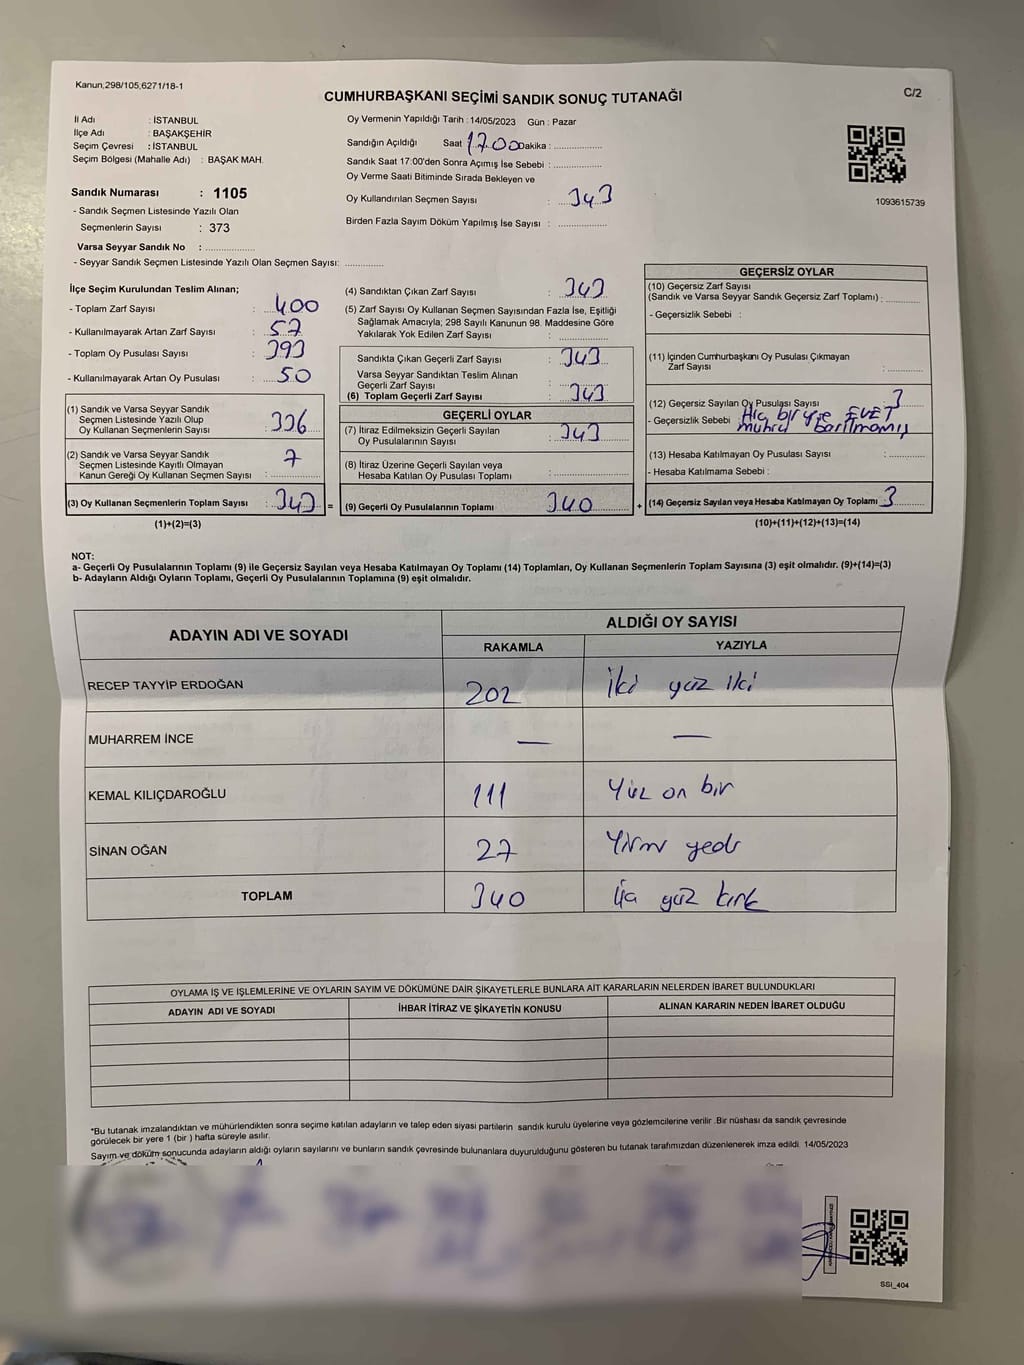 Kanun,298/105,6271/18-1
CUMHURBAŞKANI SEÇİMİ SANDIK SONUÇ TUTANAĞI
C/2
İl Adı : İSTANBUL
İlçe Adı : BAŞAKŞEHİR
Seçim Çevresi : İSTANBUL
Seçim Bölgesi (Mahalle Adı) : BAŞAK MAH.
Sandık Numarası : 1105
- Sandık Seçmen Listesinde Yazılı Olan
Seçmenlerin Sayısı : 373
Varsa Seyyar Sandık No :
- Seyyar Sandık Seçmen Listesinde Yazılı Olan Seçmen Sayısı:
Oy Vermenin Yapıldığı Tarih : 14/05/2023 Gün : Pazar
Sandığın Açıldığı Saat 17.00 Dakika :
Sandık Saat 17:00'den Sonra Açımış İse Sebebi :
Oy Verme Saati Bitiminde Sırada Bekleyen ve
Oy Kullandırılan Seçmen Sayısı : 343
Birden Fazla Sayım Döküm Yapılmış İse Sayısı :
1093615739
İlçe Seçim Kurulundan Teslim Alınan;
- Toplam Zarf Sayısı : 400
- Kullanılmayarak Artan Zarf Sayısı : 57
- Toplam Oy Pusulası Sayısı : 393
- Kullanılmayarak Artan Oy Pusulası : 50
(1) Sandık ve Varsa Seyyar Sandık
Seçmen Listesinde Yazılı Olup
Oy Kullanan Seçmenlerin Sayısı : 336
(2) Sandık ve Varsa Seyyar Sandık
Seçmen Listesinde Kayıtlı Olmayan
Kanun Gereği Oy Kullanan Seçmen Sayısı : 7
(3) Oy Kullanan Seçmenlerin Toplam Sayısı : 343 =
(1)+(2)=(3)
(4) Sandıktan Çıkan Zarf Sayısı : 343
(5) Zarf Sayısı Oy Kullanan Seçmen Sayısından Fazla İse, Eşitliği
Sağlamak Amacıyla; 298 Sayılı Kanunun 98. Maddesine Göre
Yakılarak Yok Edilen Zarf Sayısı :
Sandıkta Çıkan Geçerli Zarf Sayısı : 343
Varsa Seyyar Sandıktan Teslim Alınan
Geçerli Zarf Sayısı :
(6) Toplam Geçerli Zarf Sayısı : 343
GEÇERLİ OYLAR
(7) İtiraz Edilmeksizin Geçerli Sayılan
Oy Pusulalarının Sayısı : 343
(8) İtiraz Üzerine Geçerli Sayılan veya
Hesaba Katılan Oy Pusulası Toplamı :
(9) Geçerli Oy Pusulalarının Toplamı 340 +
GEÇERSİZ OYLAR
(10) Geçersiz Zarf Sayısı
(Sandık ve Varsa Seyyar Sandık Geçersiz Zarf Toplamı) :
- Geçersizlik Sebebi :
(11) İçinden Cumhurbaşkanı Oy Pusulası Çıkmayan
Zarf Sayısı :
(12) Geçersiz Sayılan Oy Pusulası Sayısı : 3
- Geçersizlik Sebebi : Hiç bir yere EVET
mührü basılmamış
(13) Hesaba Katılmayan Oy Pusulası Sayısı :
- Hesaba Katılmama Sebebi :
(14) Geçersiz Sayılan veya Hesaba Katılmayan Oy Toplamı 3
(10)+(11)+(12)+(13)=(14)
NOT:
a- Geçerli Oy Pusulalarının Toplamı (9) ile Geçersiz Sayılan veya Hesaba Katılmayan Oy Toplamı (14) Toplamları, Oy Kullanan Seçmenlerin Toplam Sayısına (3) eşit olmalıdır. (9)+(14)=(3)
b- Adayların Aldığı Oyların Toplamı, Geçerli Oy Pusulalarının Toplamına (9) eşit olmalıdır.
ADAYIN ADI VE SOYADI
ALDIĞI OY SAYISI
RAKAMLA YAZIYLA
RECEP TAYYİP ERDOĞAN 202 iki yüz iki
MUHARREM İNCE — —
KEMAL KILIÇDAROĞLU 111 Yüz on bir
SİNAN OĞAN 27 Yirmi yedi
TOPLAM 340 Üç yüz kırk
OYLAMA İŞ VE İŞLEMLERİNE VE OYLARIN SAYIM VE DÖKÜMÜNE DAİR ŞİKAYETLERLE BUNLARA AİT KARARLARIN NELERDEN İBARET BULUNDUKLARI
ADAYIN ADI VE SOYADI İHBAR İTİRAZ VE ŞİKAYETİN KONUSU ALINAN KARARIN NEDEN İBARET OLDUĞU
*Bu tutanak imzalandıktan ve mühürlendikten sonra seçime katılan adayların ve talep eden siyasi partilerin sandık kurulu üyelerine veya gözlemcilerine verilir .Bir nüshası da sandık çevresinde
görülecek bir yere 1 (bir ) hafta süreyle asılır.
Sayım ve döküm sonucunda adayların aldığı oyların sayılarını ve bunların sandık çevresinde bulunanlara duyurulduğunu gösteren bu tutanak tarafımızdan düzenlenerek imza edildi. 14/05/2023
SSI_404